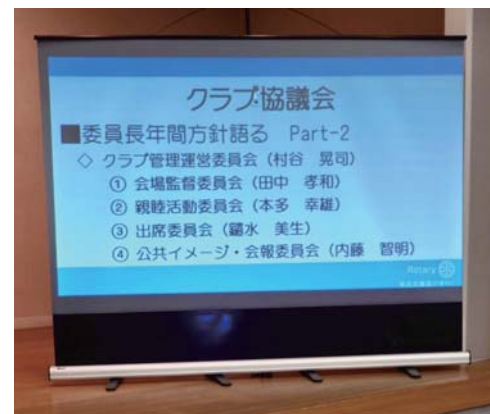 クラブ協議会
■委員長年間方針語る Part-2
◇ クラブ管理運営委員会（村谷 晃司）
① 会場監督委員会（田中 孝和）
② 親睦活動委員会（本多 幸雄）
③ 出席委員会（鷊水 美生）
④ 公共イメージ・会報委員会（内藤 智明）
Rotary